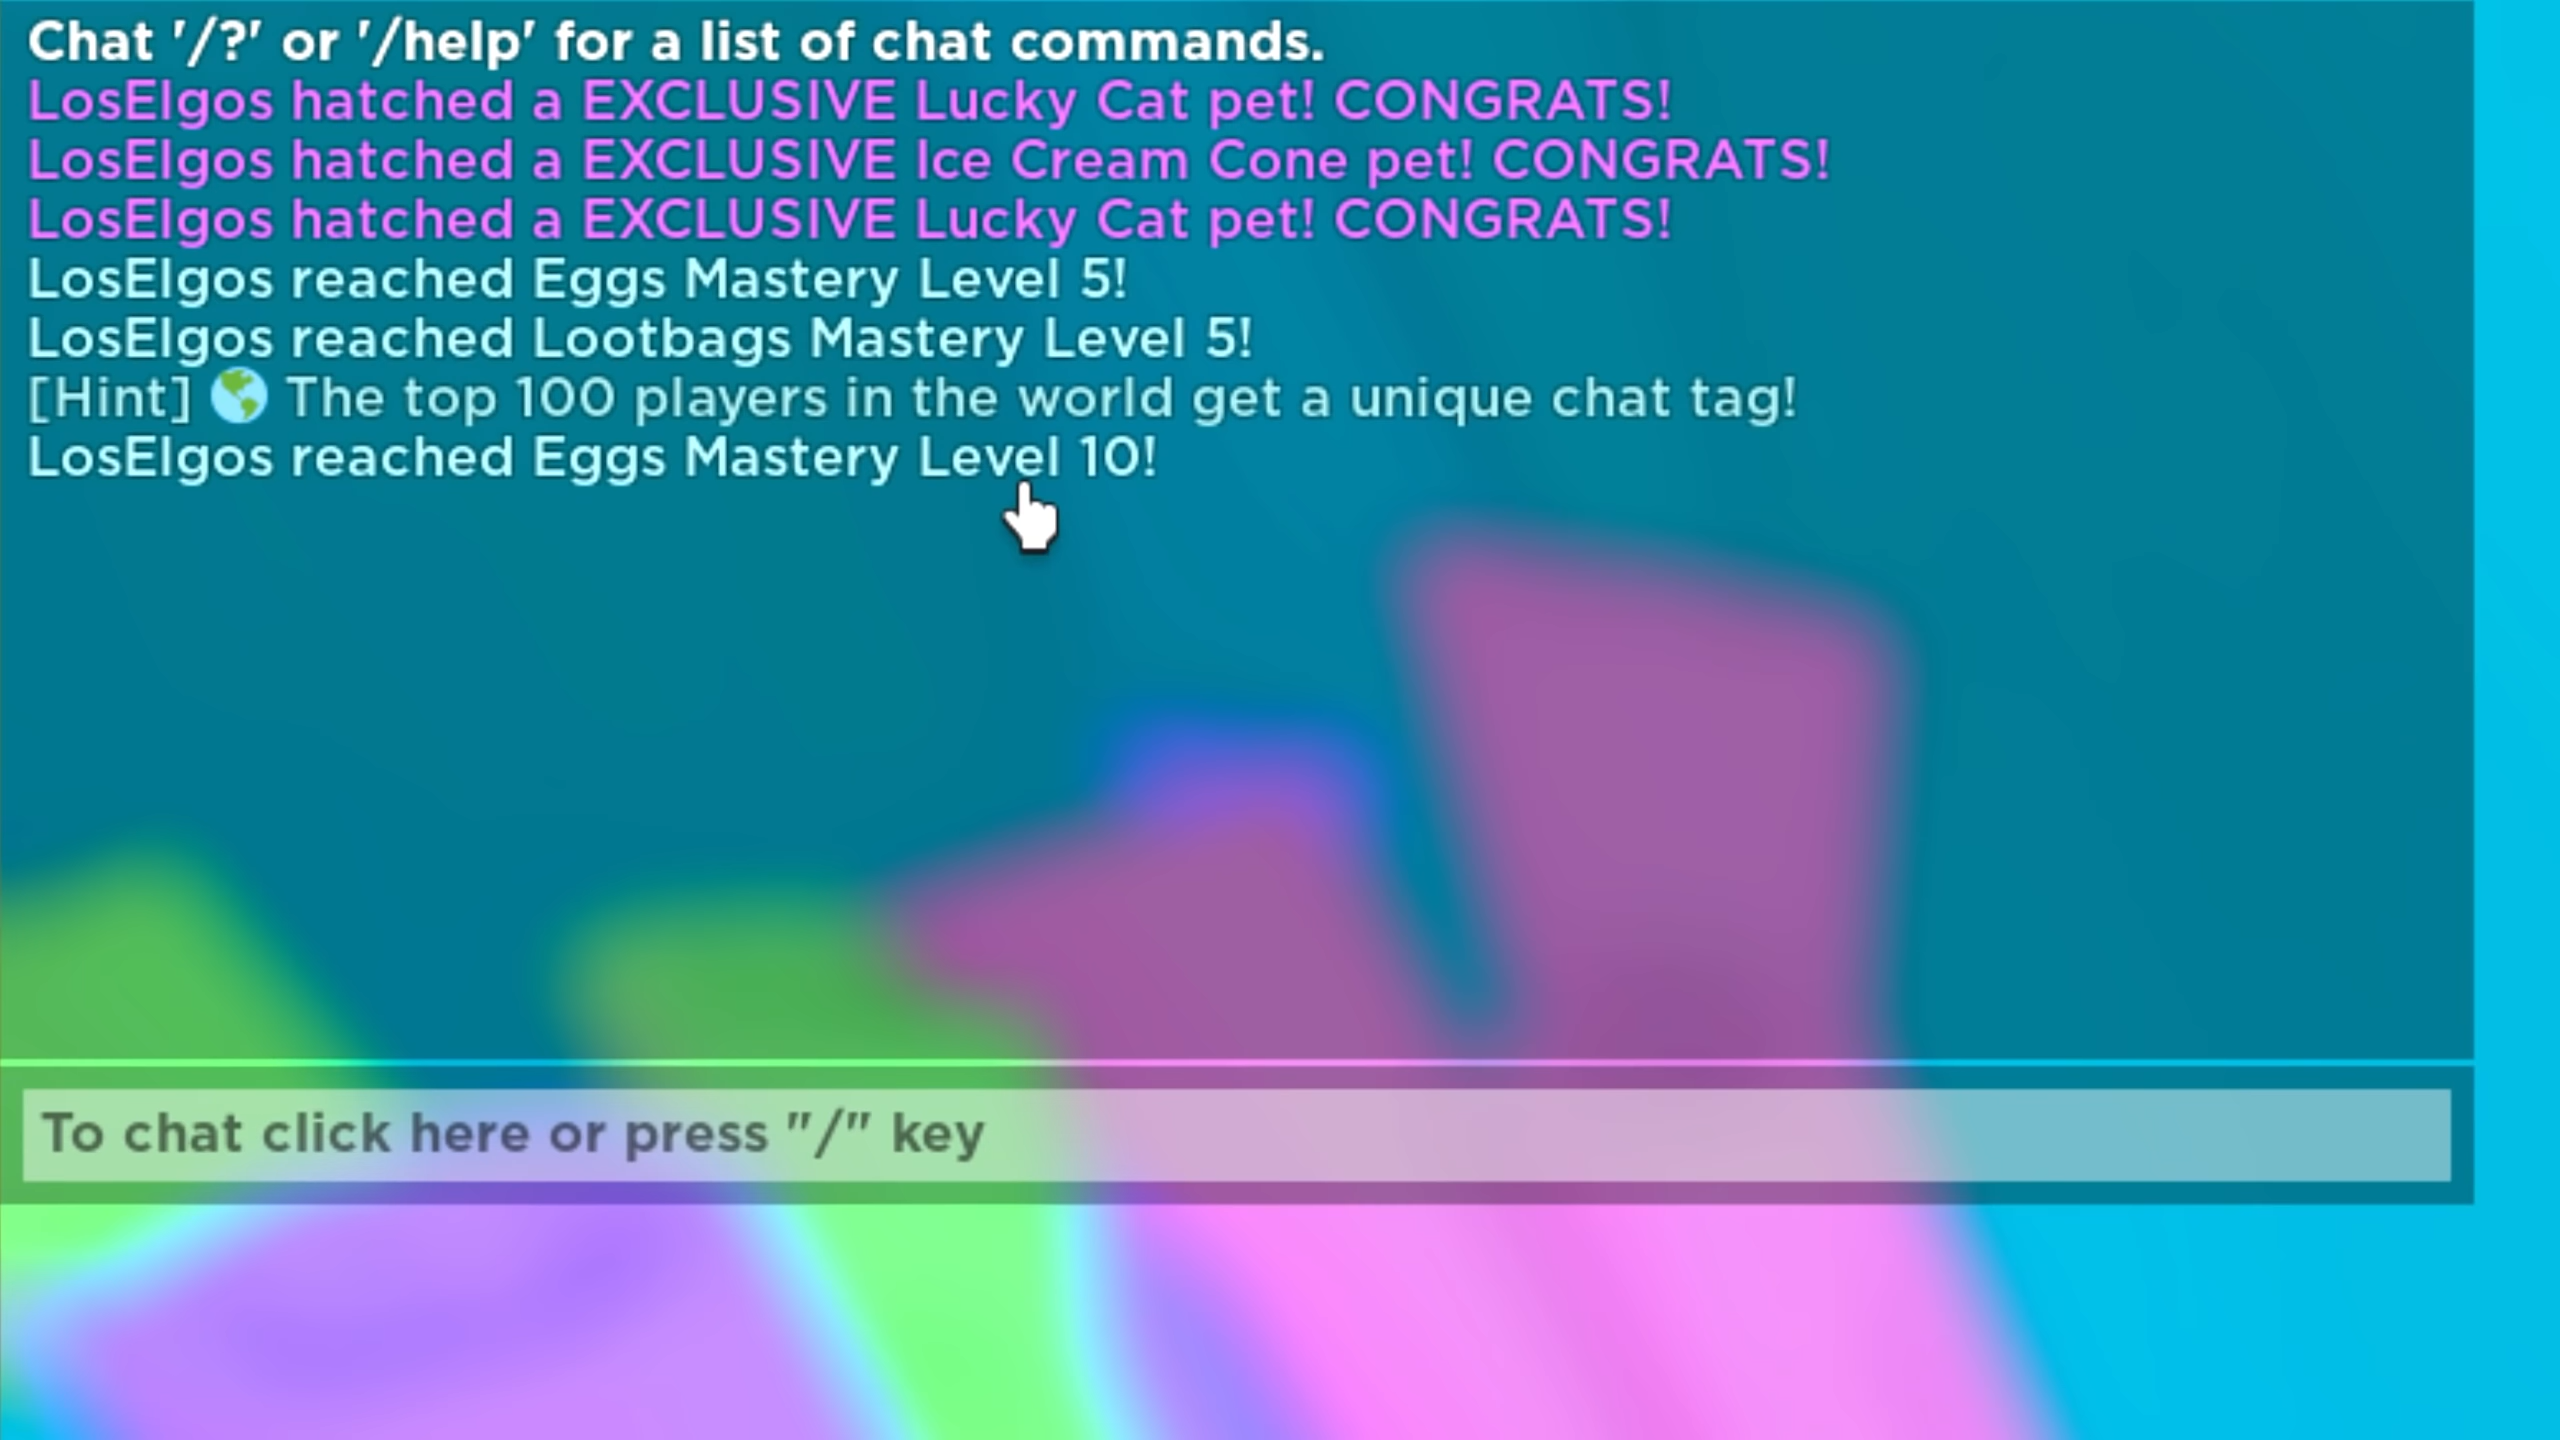 Chat '/?' or '/help' for a list of chat commands.
LosElgos hatched a EXCLUSIVE Lucky Cat pet! CONGRATS!
LosElgos hatched a EXCLUSIVE Ice Cream Cone pet! CONGRATS!
LosElgos hatched a EXCLUSIVE Lucky Cat pet! CONGRATS!
LosElgos reached Eggs Mastery Level 5!
LosElgos reached Lootbags Mastery Level 5!
[Hint] 🌎 The top 100 players in the world get a unique chat tag!
LosElgos reached Eggs Mastery Level 10!
To chat click here or press "/" key